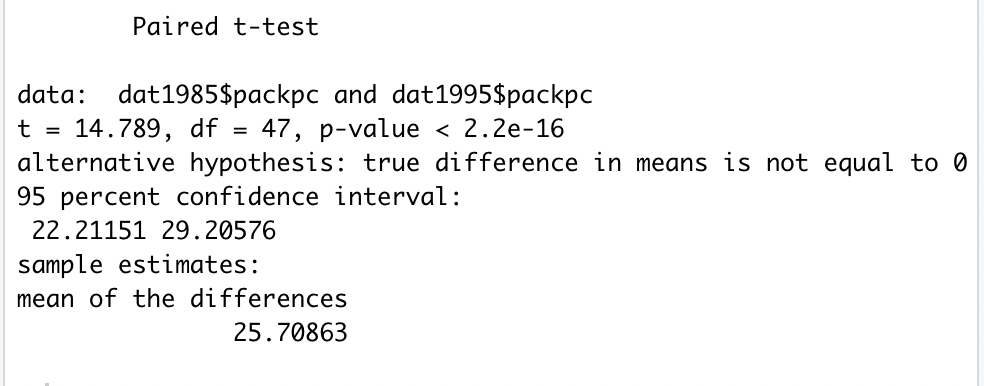 Paired t-test
data: dat1985$packpc and dat1995$packpc
t = 14.789, df = 47, p-value < 2.2e-16
alternative hypothesis: true difference in means is not equal to 0
95 percent confidence interval:
22.21151 29.20576
sample estimates:
mean of the differences
25.70863